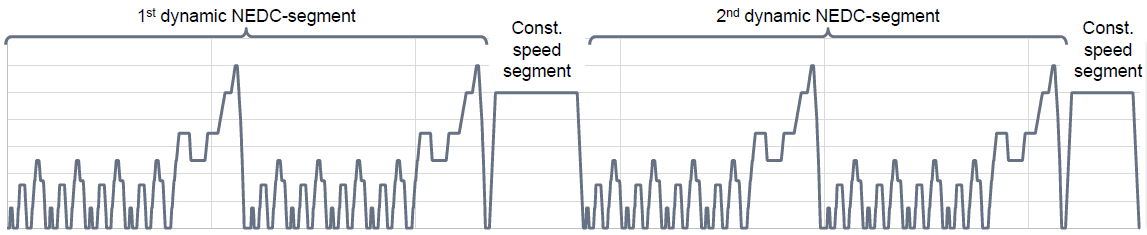 1st dynamic NEDC-segment
Const.
speed
segment
2nd dynamic NEDC-segment
Const.
speed
segment